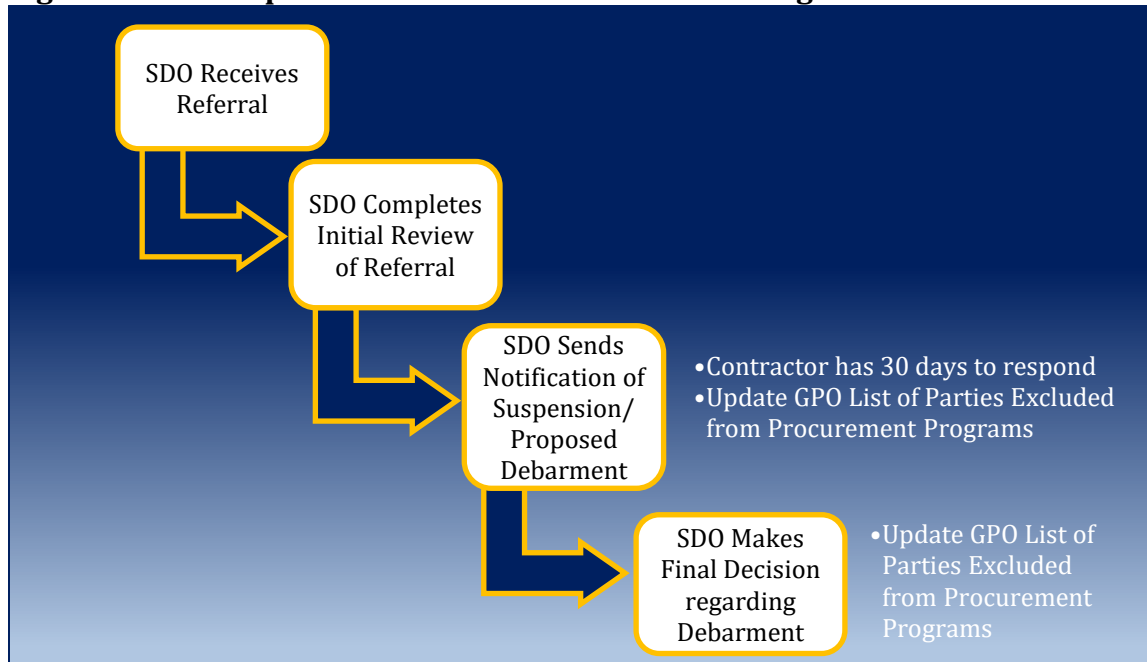 SDO Receives
Referral
SDO Completes
Initial Review
of Referral
SDO Sends
Notification of
Suspension/
Proposed
Debarment
•Contractor has 30 days to respond
•Update GPO List of Parties Excluded
from Procurement Programs
SDO Makes
Final Decision
regarding
Debarment
•Update GPO List of
Parties Excluded
from Procurement
Programs